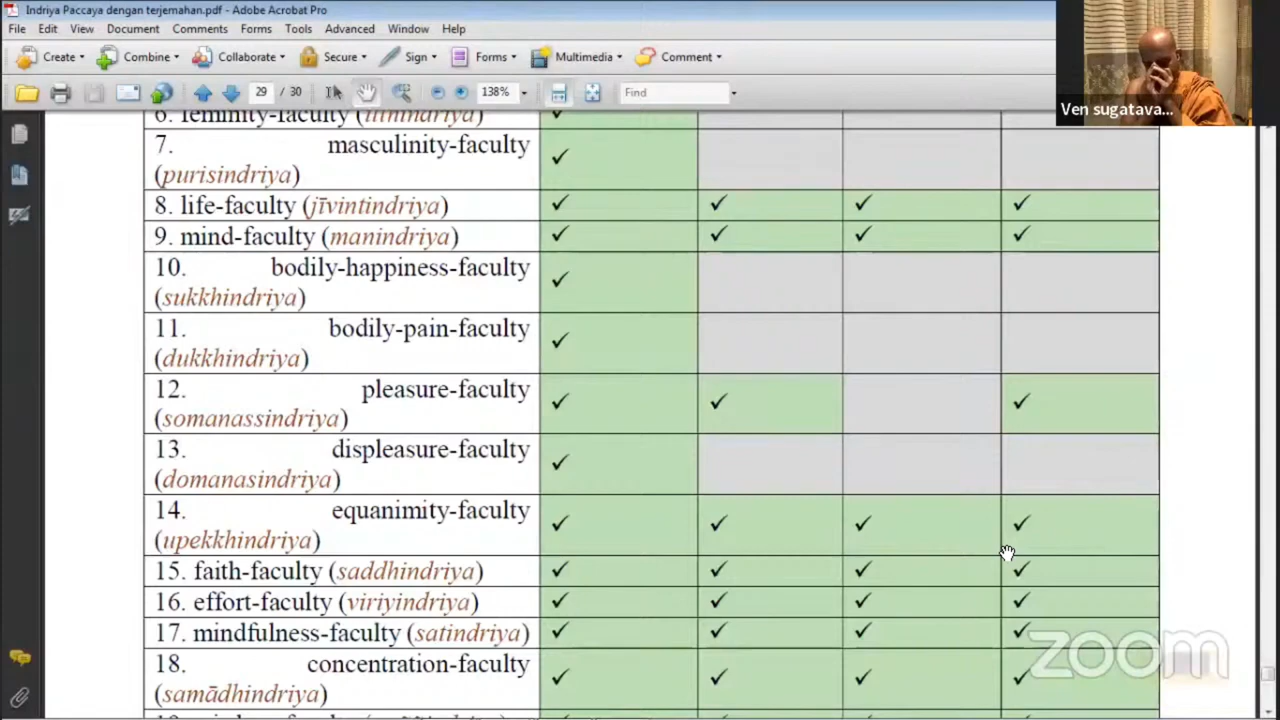 Indriya Paccaya dengan terjemahan.pdf - Adobe Acrobat Pro
File Edit View Document Comments Forms Tools Advanced Window Help
Create Combine Collaborate Secure Sign Forms Multimedia Comment
29 / 30 138% Find
Ven sugatava...
6. feminity-faculty (itthindriya)
7. masculinity-faculty
(purisindriya)
✓
8. life-faculty (jīvintindriya) ✓ ✓ ✓ ✓
9. mind-faculty (manindriya) ✓ ✓ ✓ ✓
10. bodily-happiness-faculty
(sukkhindriya)
✓
11. bodily-pain-faculty
(dukkhindriya)
✓
12. pleasure-faculty
(somanassindriya)
✓ ✓ ✓
13. displeasure-faculty
(domanasindriya)
✓
14. equanimity-faculty
(upekkhindriya)
✓ ✓ ✓ ✓
15. faith-faculty (saddhindriya) ✓ ✓ ✓ ✓
16. effort-faculty (viriyindriya) ✓ ✓ ✓ ✓
17. mindfulness-faculty (satindriya) ✓ ✓ ✓ ✓
18. concentration-faculty
(samādhindriya)
✓ ✓ ✓ ✓
zoom